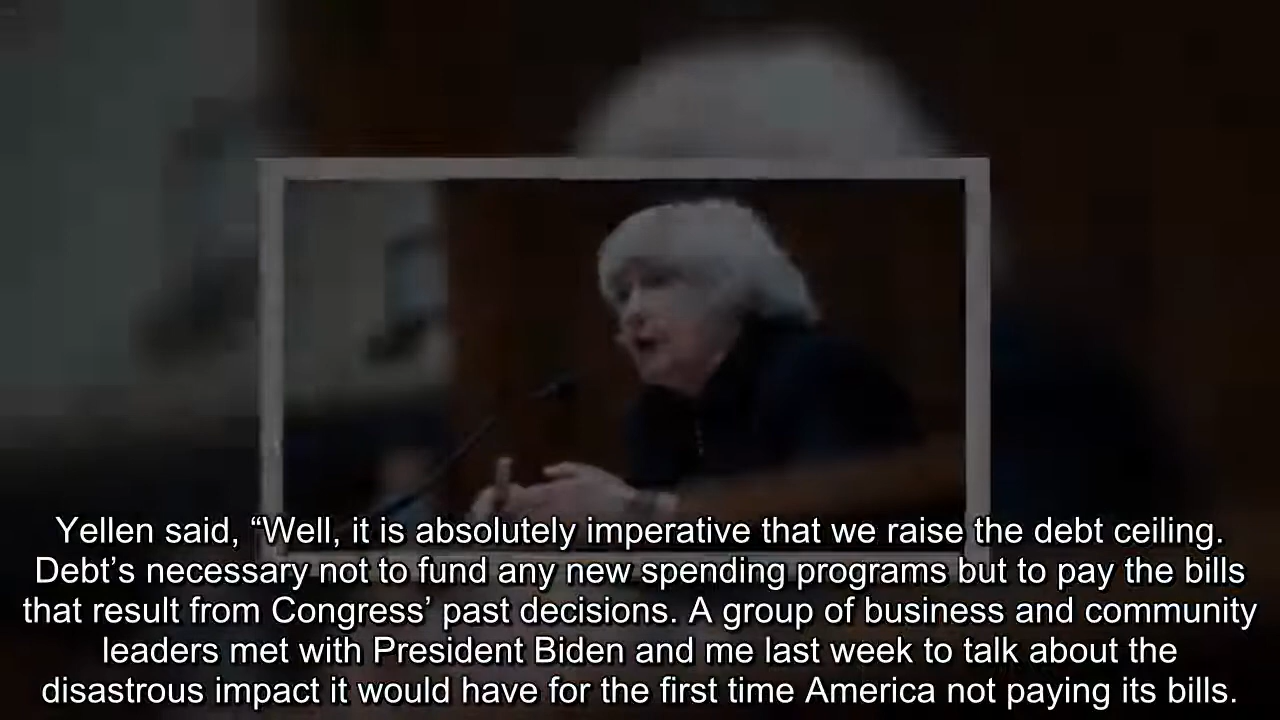 Yellen said, “Well, it is absolutely imperative that we raise the debt ceiling.
Debt’s necessary not to fund any new spending programs but to pay the bills
that result from Congress’ past decisions. A group of business and community
leaders met with President Biden and me last week to talk about the
disastrous impact it would have for the first time America not paying its bills.